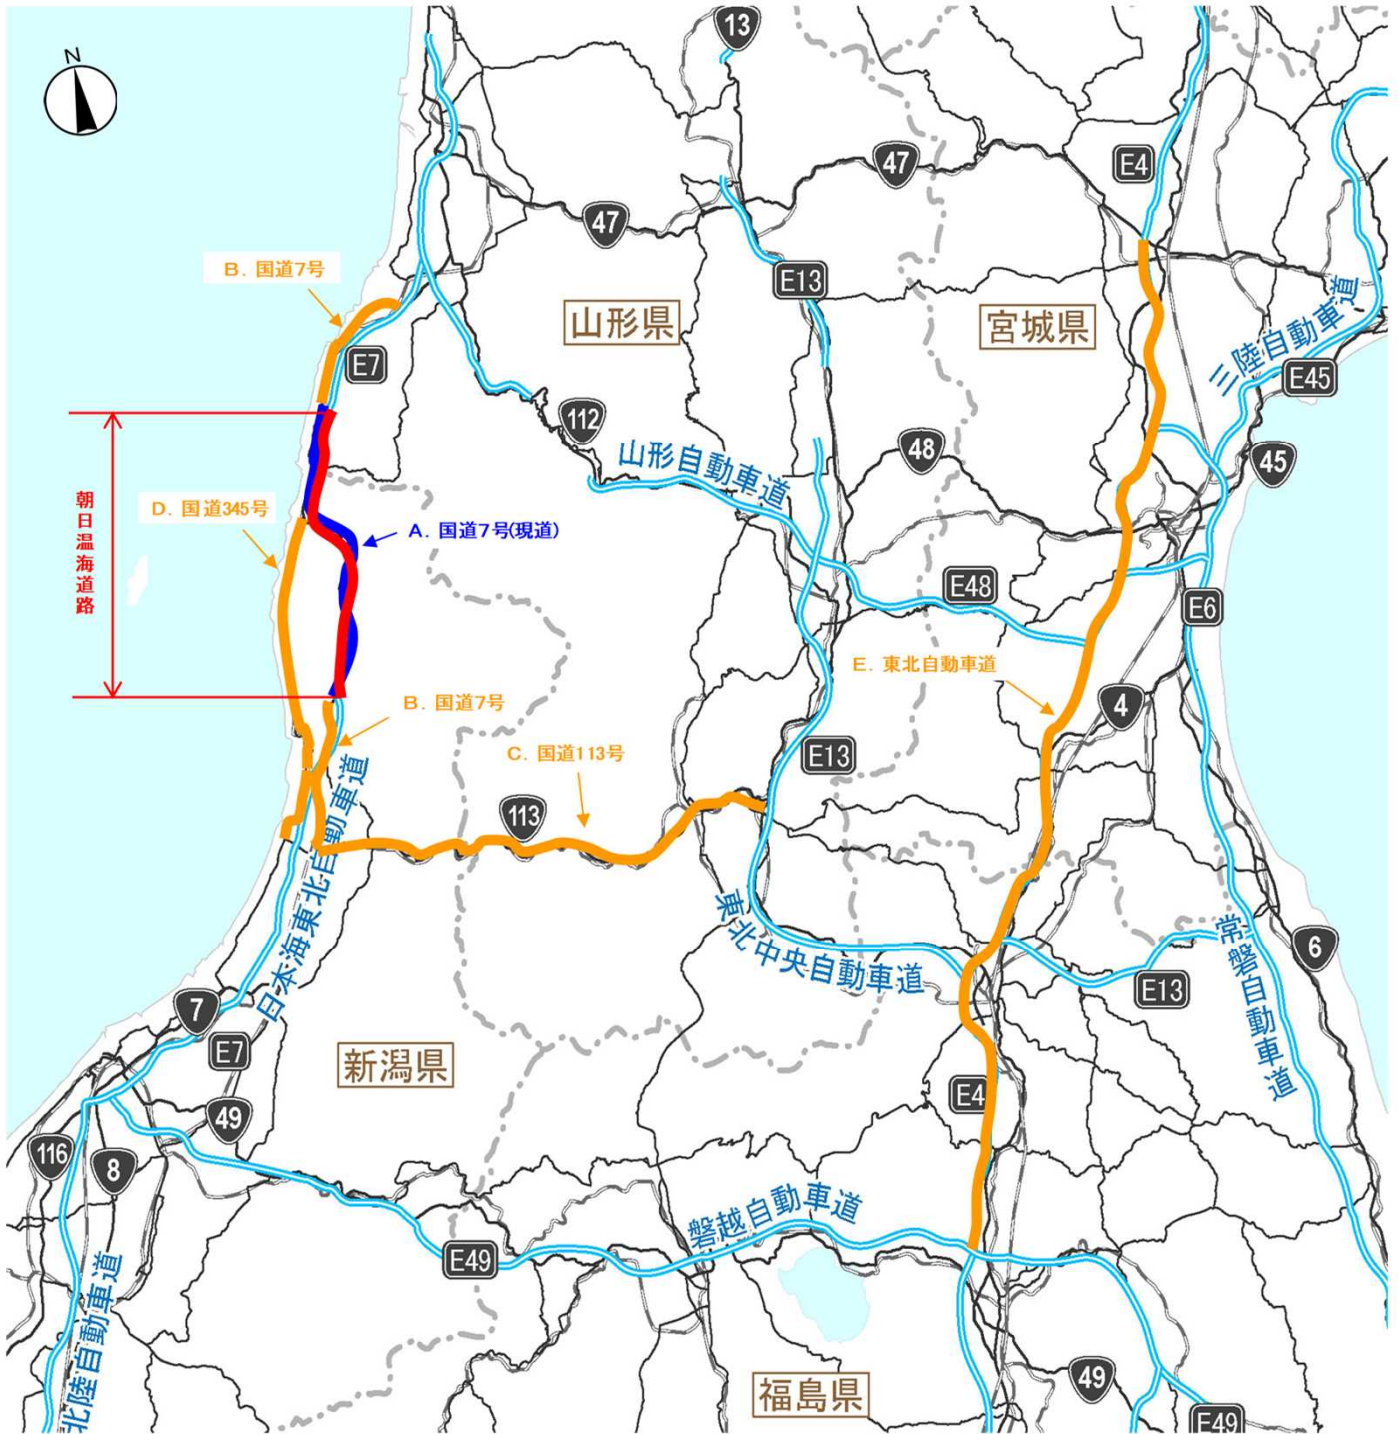 N
13
47
E4
47
B. 国道7号
E13
山形県
宮城県
三陸自動車道
E7
E45
112
48
山形自動車道
45
朝日温海道路
D. 国道345号
A. 国道7号(現道)
E48
E6
E. 東北自動車道
B. 国道7号
4
C. 国道113号
E13
113
日本海東北自動車道
東北中央自動車道
常磐自動車道
6
E13
7
E7
新潟県
E4
49
116
8
磐越自動車道
E49
北陸自動車道
福島県
49
E49